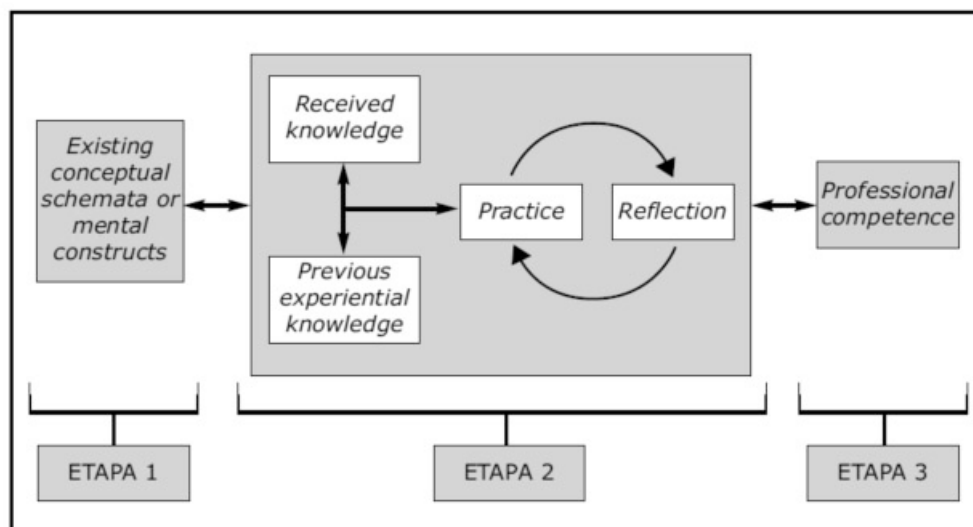 Existing
conceptual
schemata or
mental
constructs
Received
knowledge
Previous
experiential
knowledge
Practice
Reflection
Professional
competence
ETAPA 1
ETAPA 2
ETAPA 3